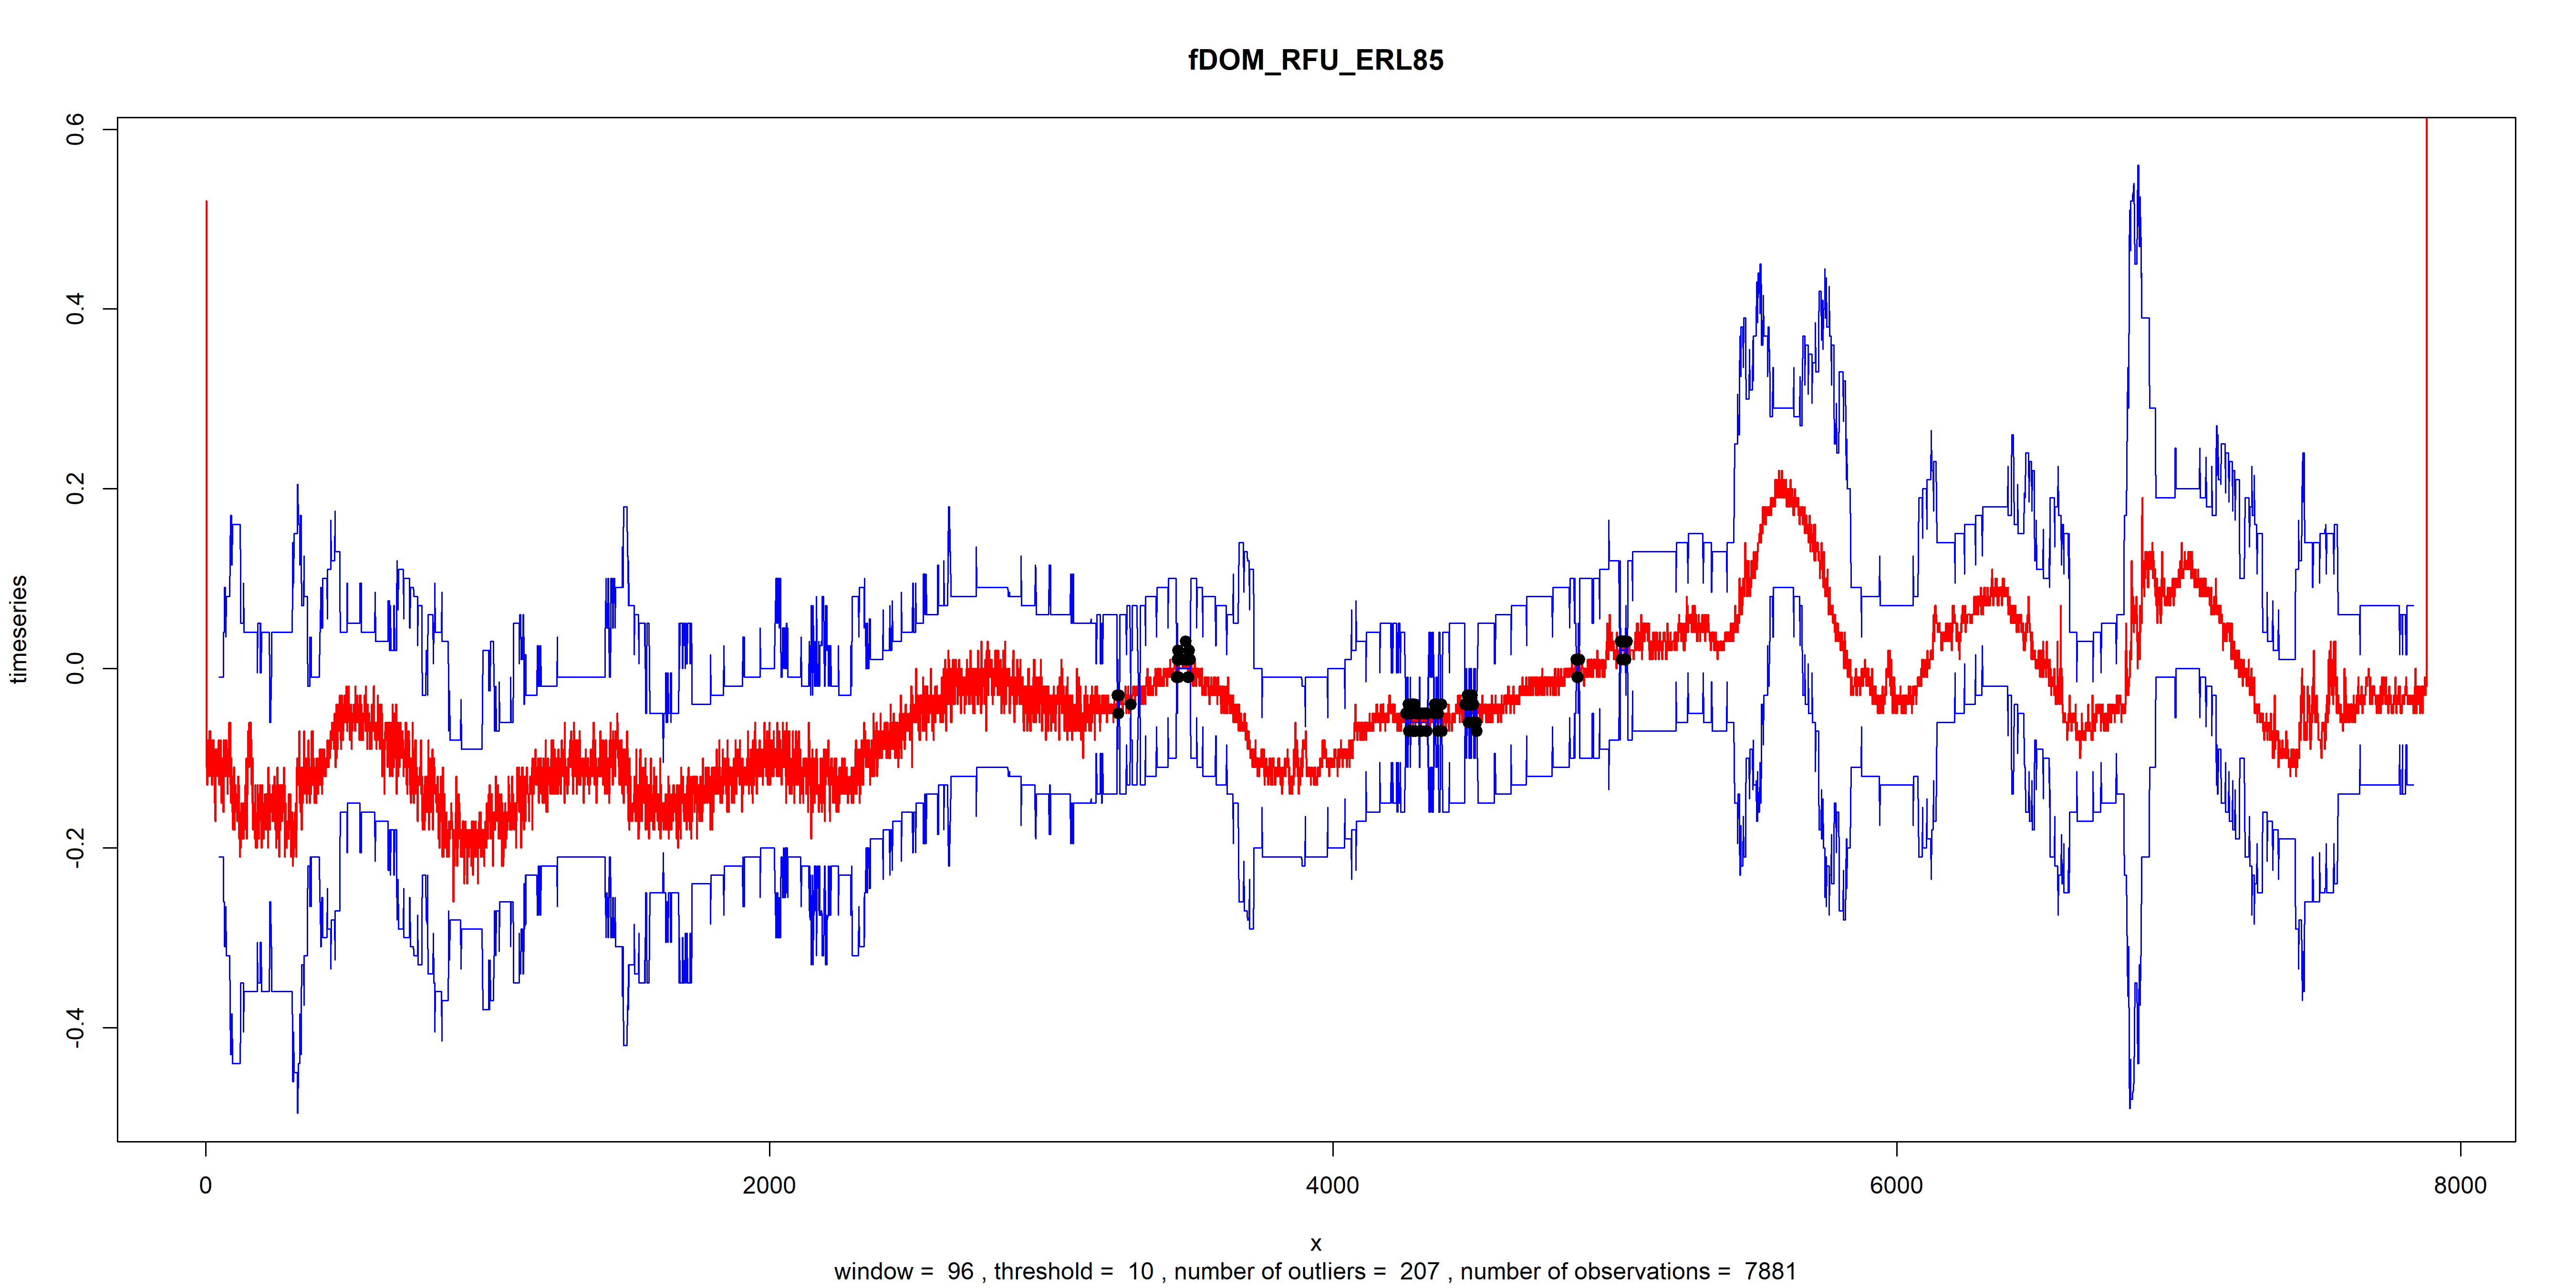 fDOM_RFU_ERL85
0.6
0.4
0.2
0.0
-0.2
-0.4
timeseries
0 2000 4000 6000 8000
x
window =  96 , threshold =  10 , number of outliers =  207 , number of observations =  7881